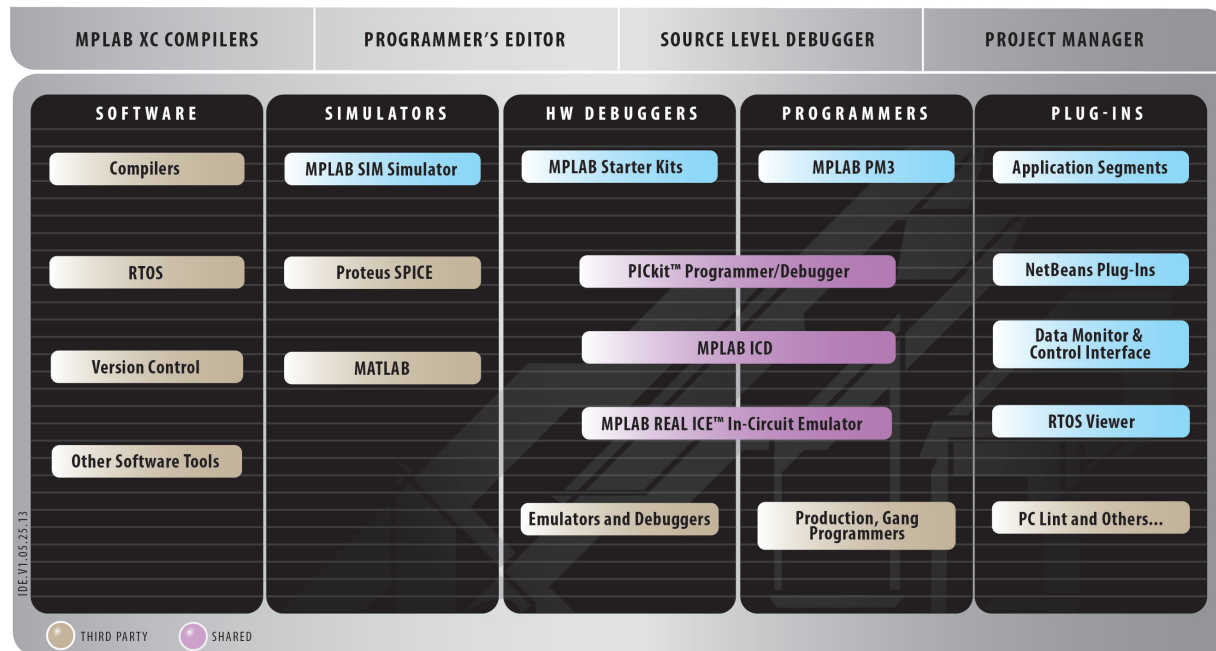 MPLAB XC COMPILERS
PROGRAMMER'S EDITOR
SOURCE LEVEL DEBUGGER
PROJECT MANAGER
SOFTWARE
Compilers
RTOS
Version Control
Other Software Tools
SIMULATORS
MPLAB SIM Simulator
Proteus SPICE
MATLAB
HW DEBUGGERS
PROGRAMMERS
MPLAB Starter Kits
MPLAB PM3
PICkit™ Programmer/Debugger
MPLAB ICD
MPLAB REAL ICE™ In-Circuit Emulator
Emulators and Debuggers
Production, Gang
Programmers
PLUG-INS
Application Segments
NetBeans Plug-Ins
Data Monitor &
Control Interface
RTOS Viewer
PC Lint and Others...
IDE.V1.05.25.13
THIRD PARTY
SHARED